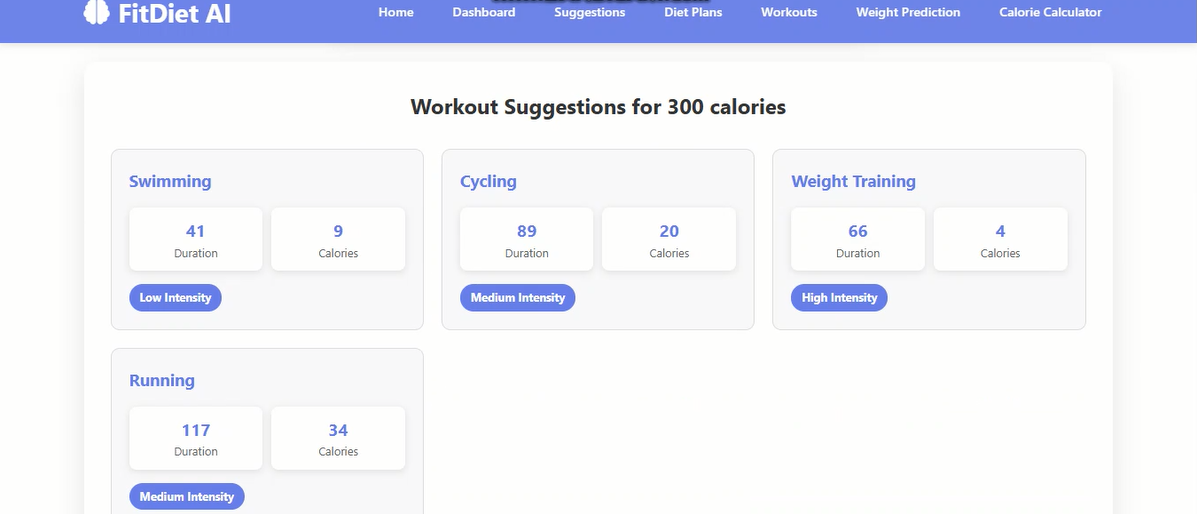 FitDiet AI
Home Dashboard Suggestions Diet Plans Workouts Weight Prediction Calorie Calculator
Workout Suggestions for 300 calories
Swimming
41
Duration
9
Calories
Low Intensity
Cycling
89
Duration
20
Calories
Medium Intensity
Weight Training
66
Duration
4
Calories
High Intensity
Running
117
Duration
34
Calories
Medium Intensity